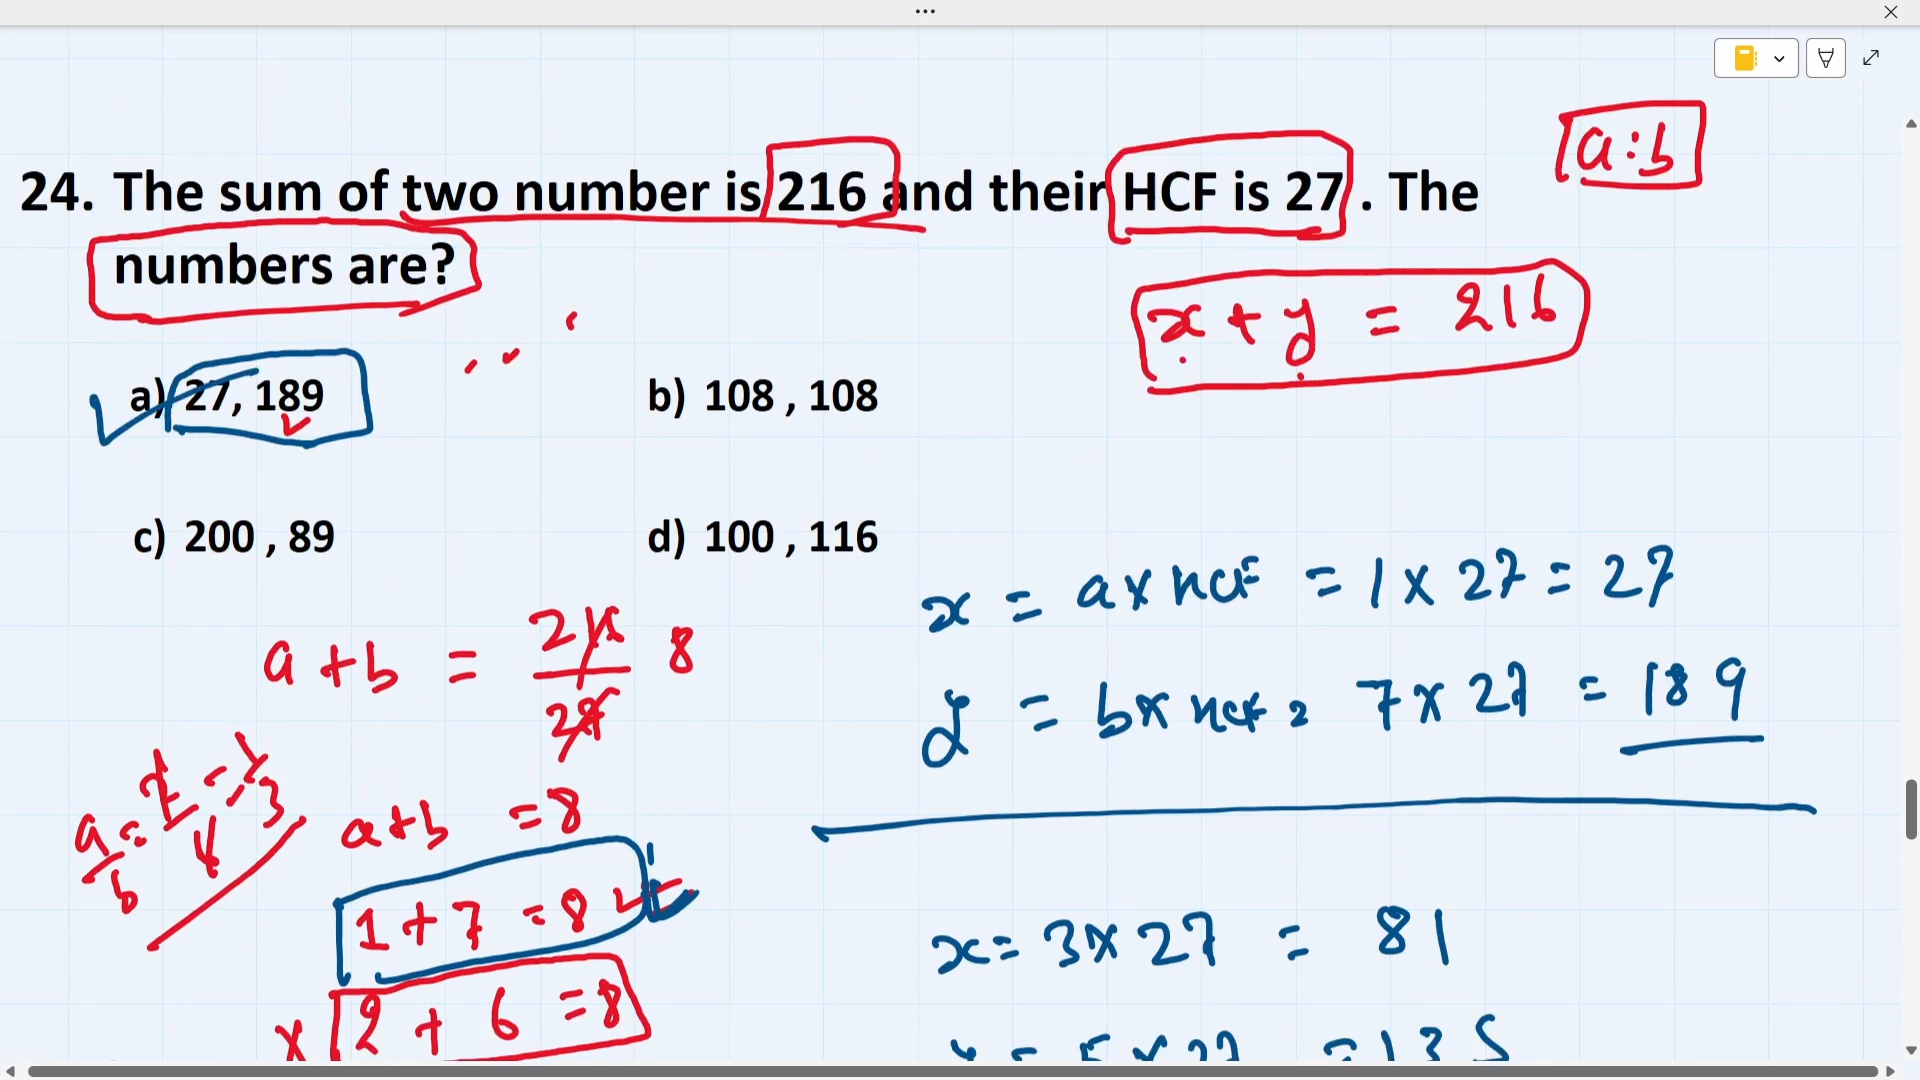 a:b
24. The sum of two number is 216 and their HCF is 27 . The
numbers are?
x + y = 216
a) 27, 189
b) 108 , 108
c) 200 , 89
d) 100 , 116
x = a x HCF = 1 x 27 = 27
a + b = 8
y = b x HCF = 7 x 27 = 189
a+b = 8
1 + 7 = 8
x = 3 x 27 = 81
x 2 + 6 = 8
= 135